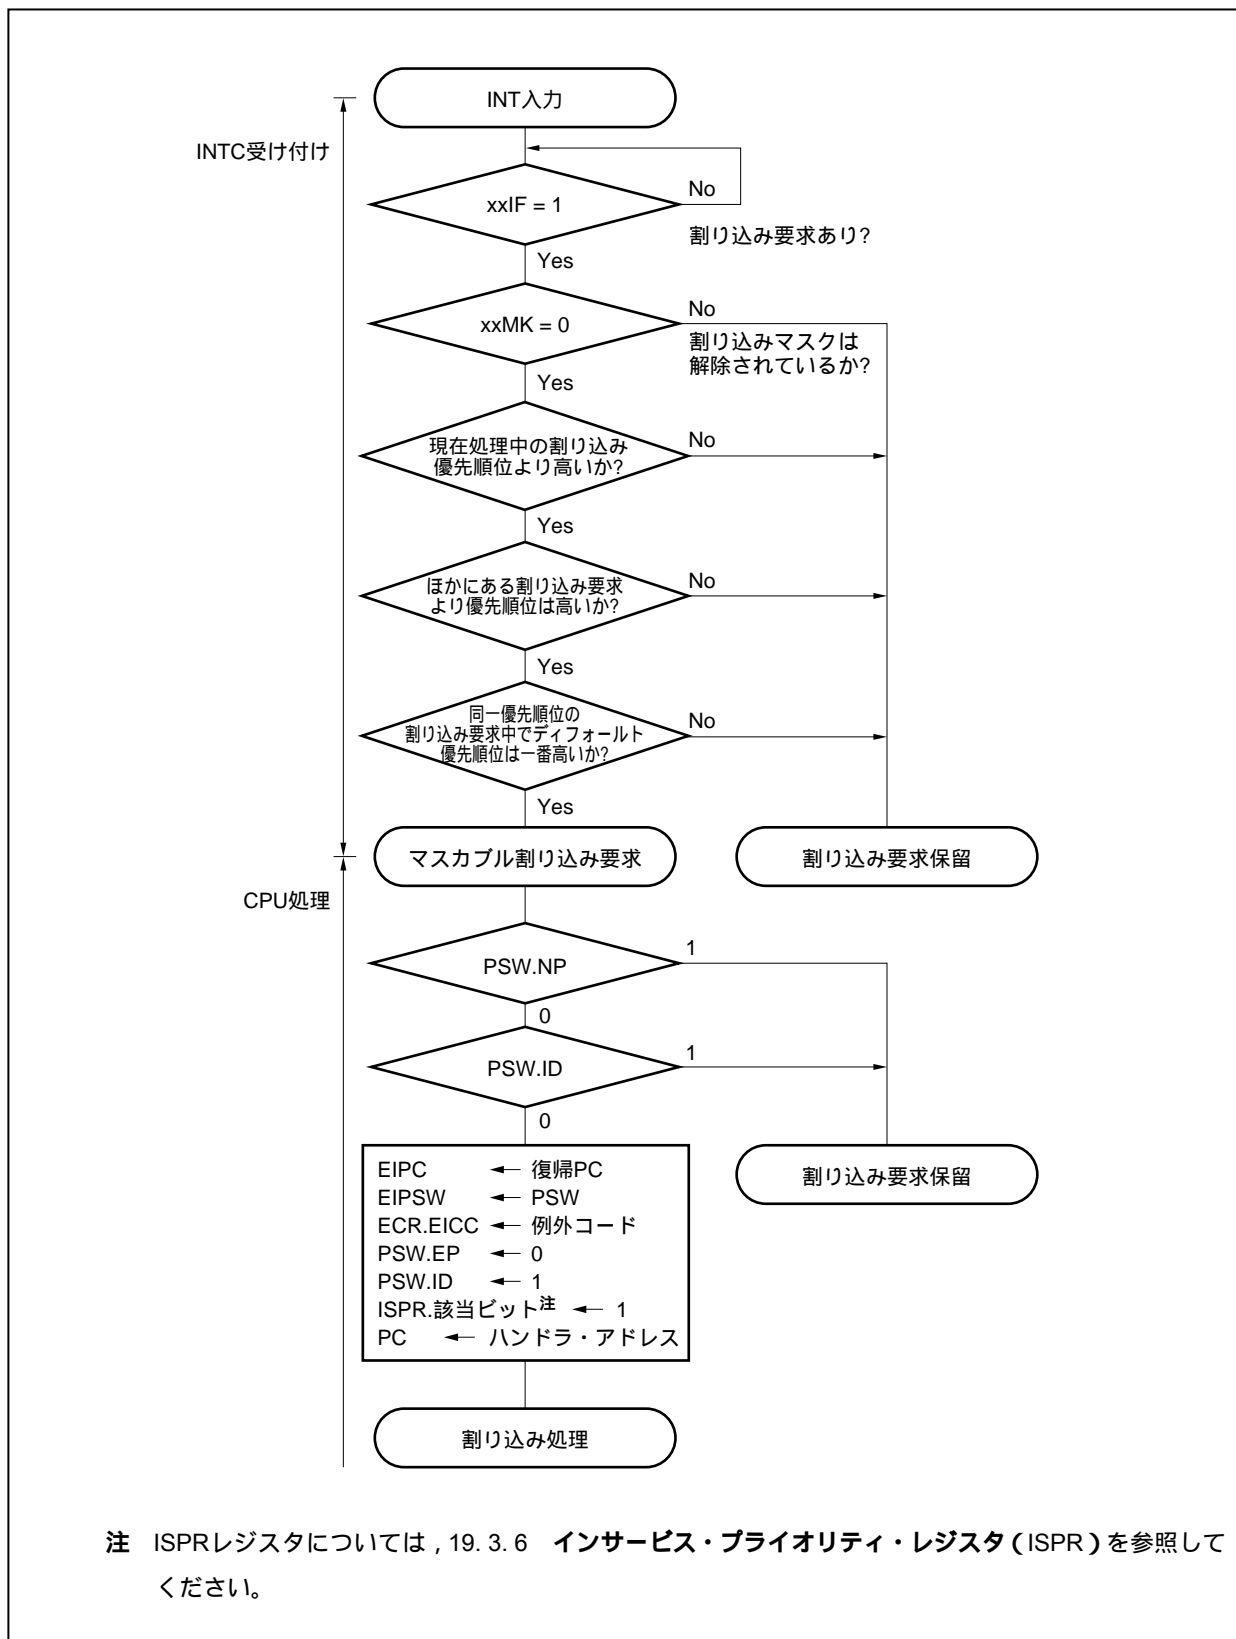 INT入力
INTC受け付け
xxIF = 1
No
割り込み要求あり?
Yes
xxMK = 0
No
割り込みマスクは
解除されているか?
Yes
現在処理中の割り込み
優先順位より高いか?
No
Yes
ほかにある割り込み要求
より優先順位は高いか?
No
Yes
同一優先順位の
割り込み要求中でディフォールト
優先順位は一番高いか?
No
Yes
マスカブル割り込み要求
割り込み要求保留
CPU処理
PSW.NP
1
0
PSW.ID
1
0
EIPC ← 復帰PC
EIPSW ← PSW
ECR.EICC ← 例外コード
PSW.EP ← 0
PSW.ID ← 1
ISPR.該当ビット注 ← 1
PC ← ハンドラ・アドレス
割り込み要求保留
割り込み処理
注 ISPRレジスタについては，19. 3. 6 インサービス・プライオリティ・レジスタ（ISPR）を参照して
ください。